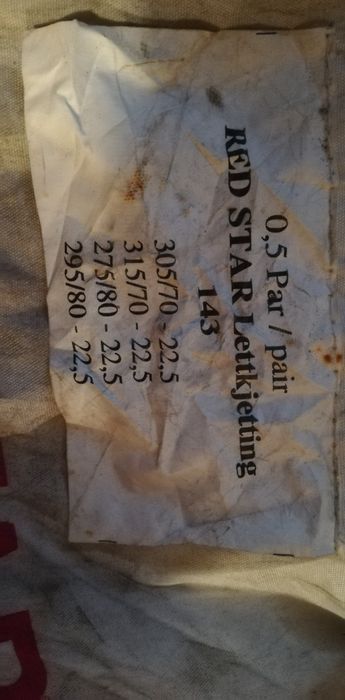 0,5 Par / pair
RED STAR Lettkjetting
143
305/70 - 22,5
315/70 - 22,5
275/80 - 22,5
295/80 - 22,5